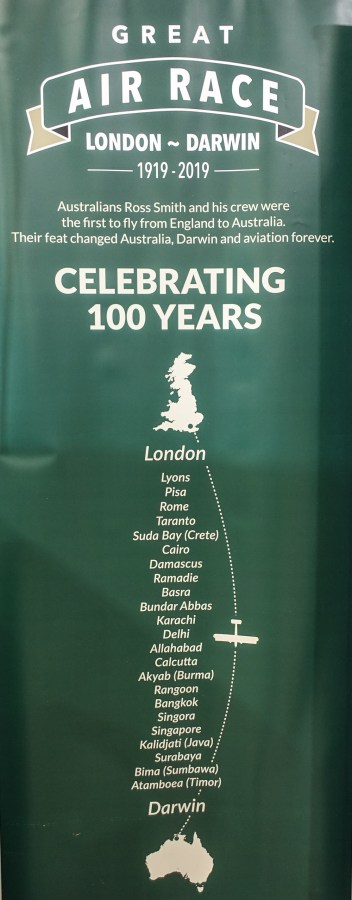 GREAT
AIR RACE
LONDON ~ DARWIN
1919 - 2019
Australians Ross Smith and his crew were
the first to fly from England to Australia.
Their feat changed Australia, Darwin and aviation forever.
CELEBRATING
100 YEARS
London
Lyons
Pisa
Rome
Taranto
Suda Bay (Crete)
Cairo
Damascus
Ramadie
Basra
Bundar Abbas
Karachi
Delhi
Allahabad
Calcutta
Akyab (Burma)
Rangoon
Bangkok
Singora
Singapore
Kalidjati (Java)
Surabaya
Bima (Sumbawa)
Atamboea (Timor)
Darwin